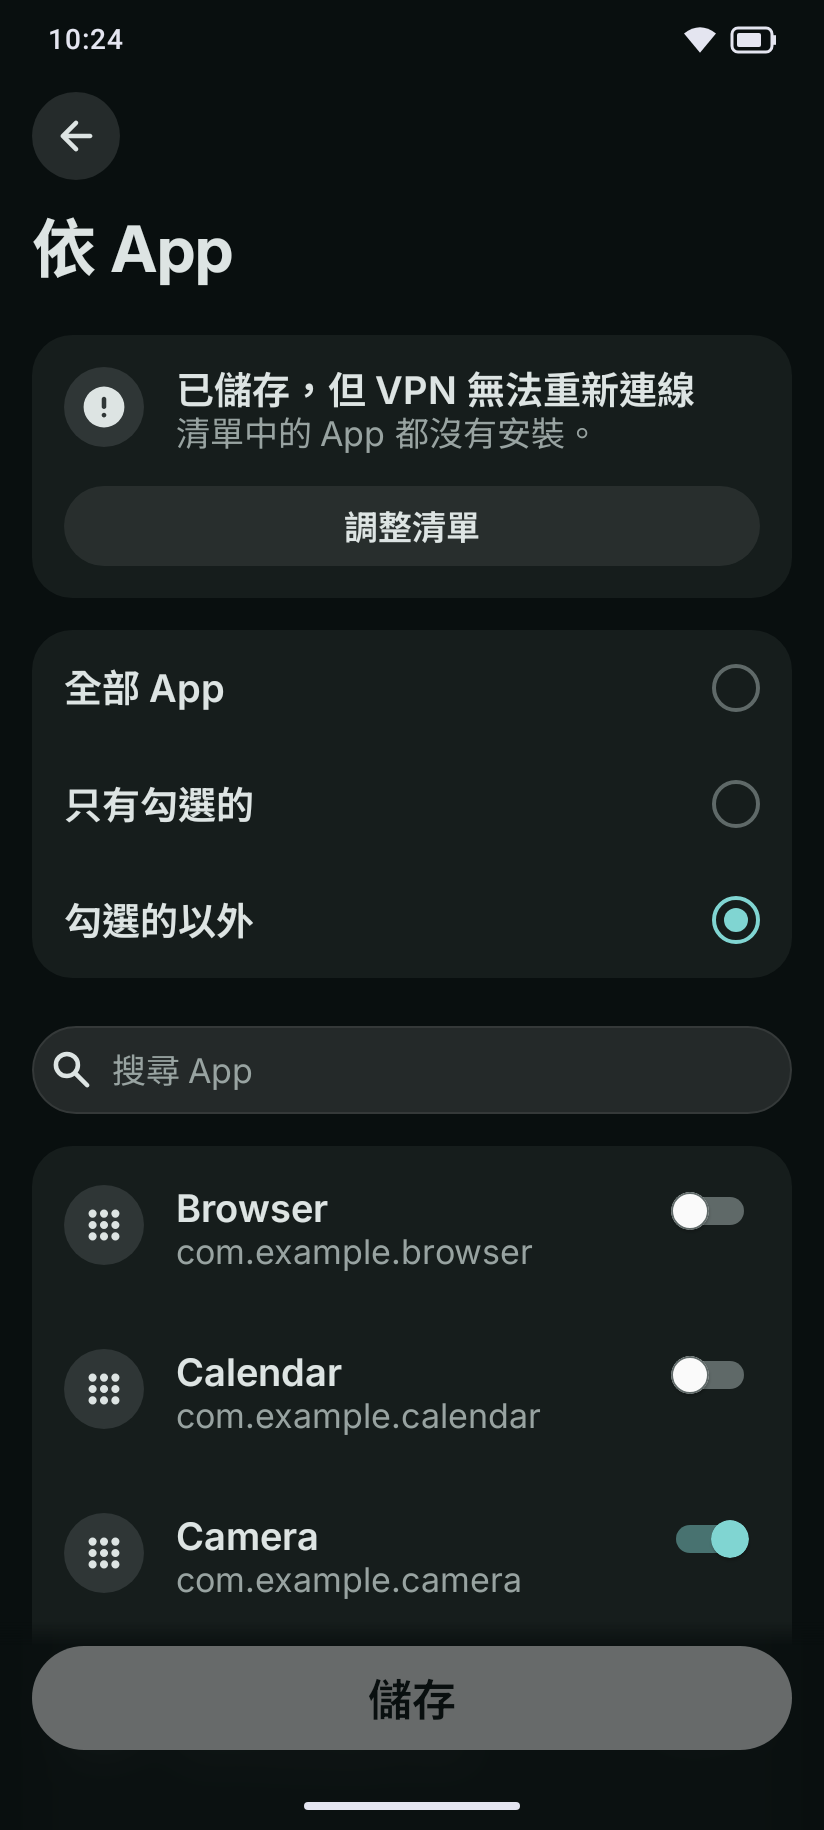 10:24
依 App
已儲存，但 VPN 無法重新連線
清單中的 App 都沒有安裝。
調整清單
全部 App
只有勾選的
勾選的以外
搜尋 App
Browser
com.example.browser
Calendar
com.example.calendar
Camera
com.example.camera
儲存